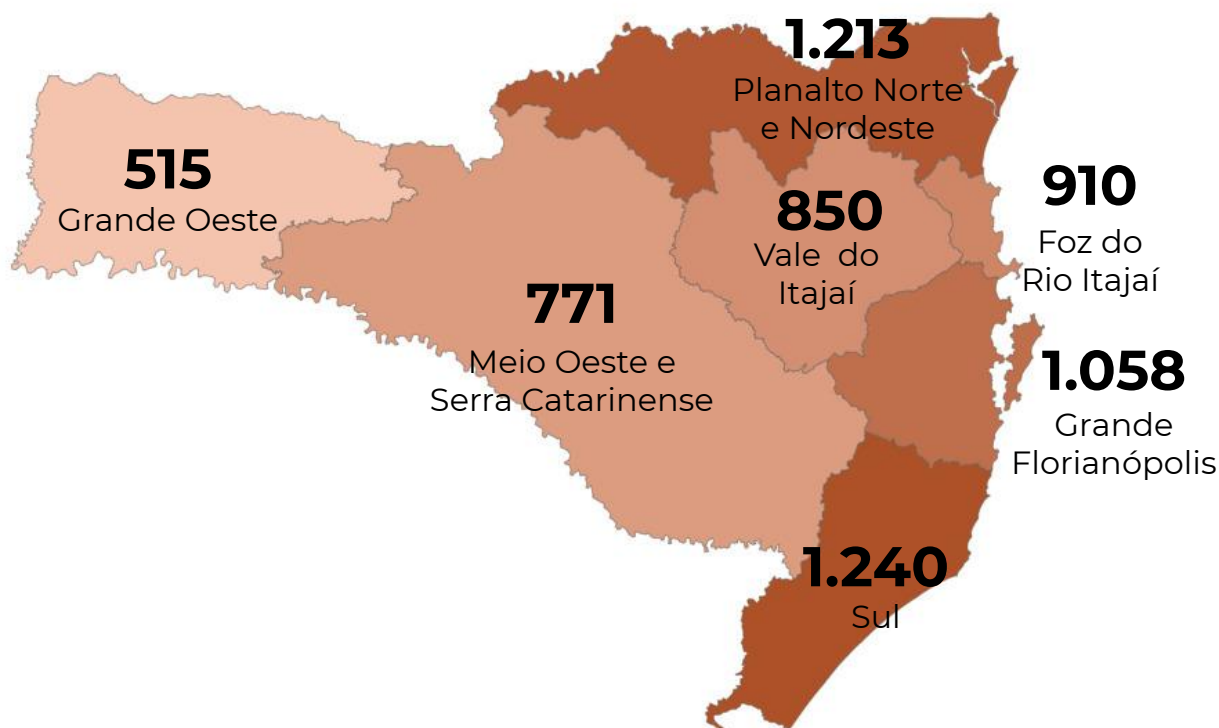 1.213
Planalto Norte
e Nordeste
515
Grande Oeste
850
Vale do
Itajaí
910
Foz do
Rio Itajaí
771
Meio Oeste e
Serra Catarinense
1.058
Grande
Florianópolis
1.240
Sul